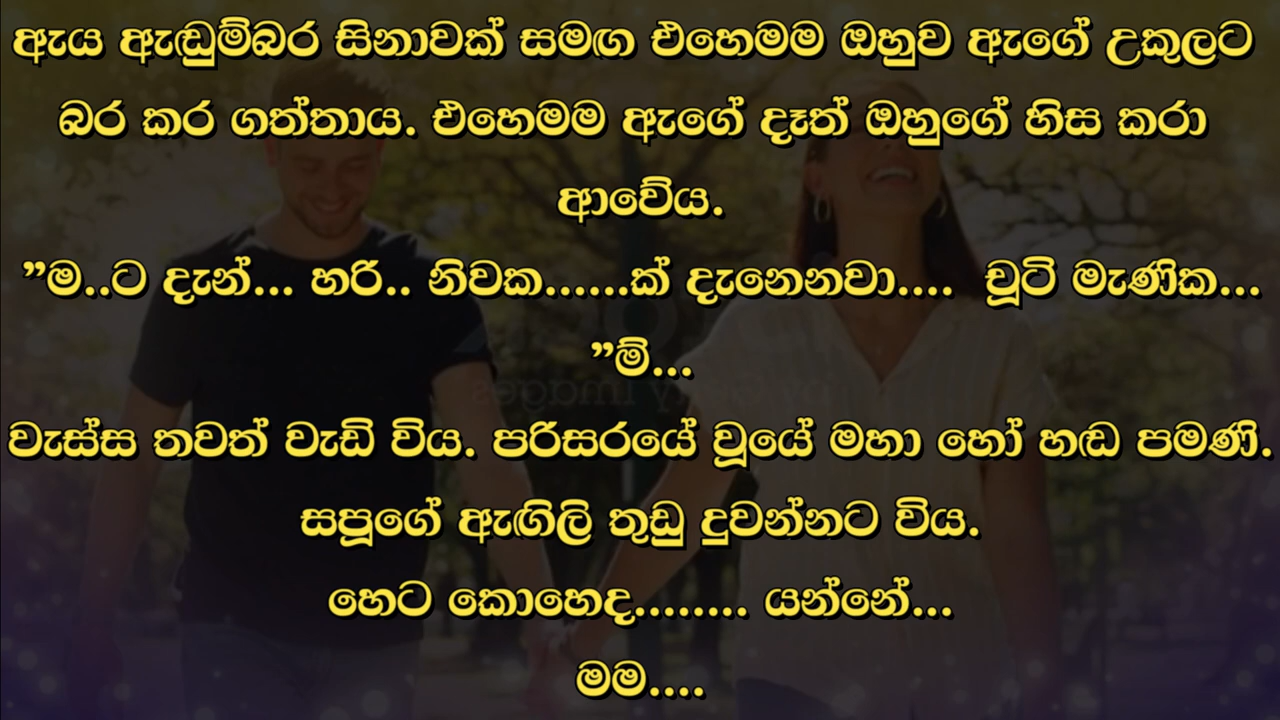 ඇය ඇඬුම්බර සිනාවක් සමඟ එහෙමම ඔහුව ඇගේ උකුලට
බර කර ගත්තාය. එහෙමම ඇගේ දෑත් ඔහුගේ හිස කරා
ආවේය.
”ම..ට දැන්... හරි.. නිවක......ක් දැනෙනවා.... චූටි මැණික...
”ම්...
වැස්ස තවත් වැඩි විය. පරිසරයේ වූයේ මහා හෝ හඬ පමණි.
සපූගේ ඇඟිලි තුඩු දුවන්නට විය.
හෙට කොහෙද........ යන්නේ...
මම....